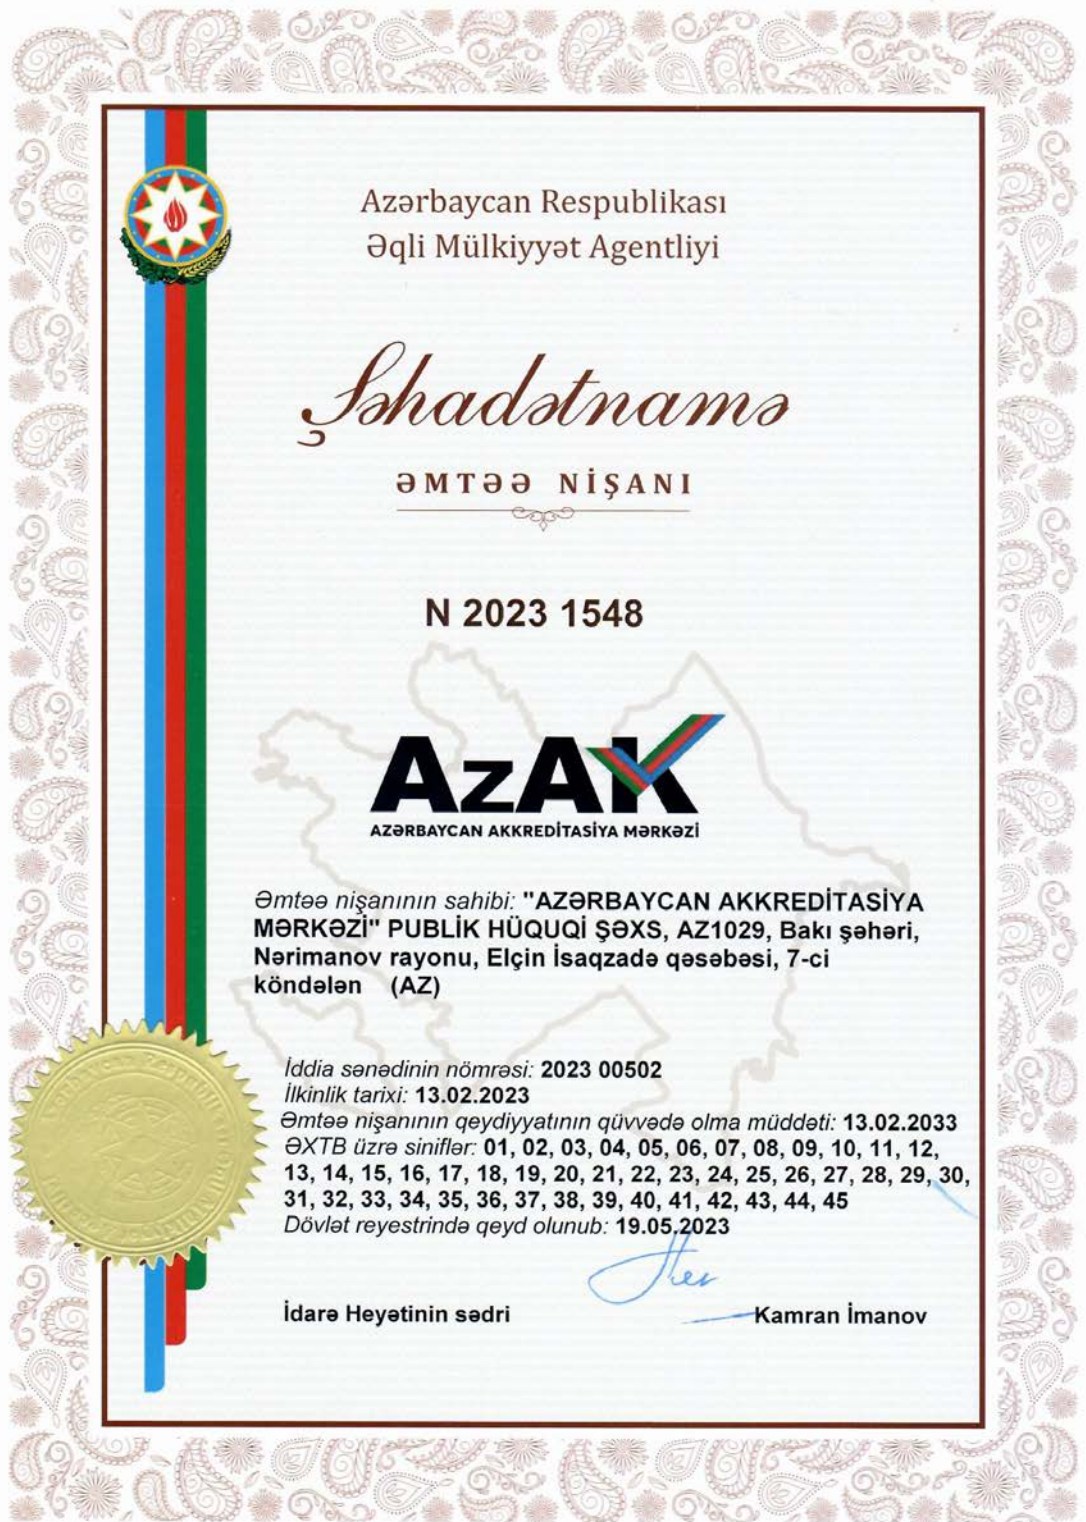 Azərbaycan Respublikası
Əqli Mülkiyyət Agentliyi
Şəhadətnamə
ƏMTƏƏ NİŞANI
N 2023 1548
AzAK
AZƏRBAYCAN AKKREDİTASİYA MƏRKƏZİ
Əmtəə nişanının sahibi: "AZƏRBAYCAN AKKREDİTASİYA
MƏRKƏZİ" PUBLİK HÜQUQİ ŞƏXS, AZ1029, Bakı şəhəri,
Nərimanov rayonu, Elçin İsaqzadə qəsəbəsi, 7-ci
köndələn (AZ)
İddia sənədinin nömrəsi: 2023 00502
İlkinlik tarixi: 13.02.2023
Əmtəə nişanının qeydiyyatının qüvvədə olma müddəti: 13.02.2033
ƏXTB üzrə siniflər: 01, 02, 03, 04, 05, 06, 07, 08, 09, 10, 11, 12,
13, 14, 15, 16, 17, 18, 19, 20, 21, 22, 23, 24, 25, 26, 27, 28, 29, 30,
31, 32, 33, 34, 35, 36, 37, 38, 39, 40, 41, 42, 43, 44, 45
Dövlət reyestrində qeyd olunub: 19.05.2023
İdarə Heyətinin sədri Kamran İmanov